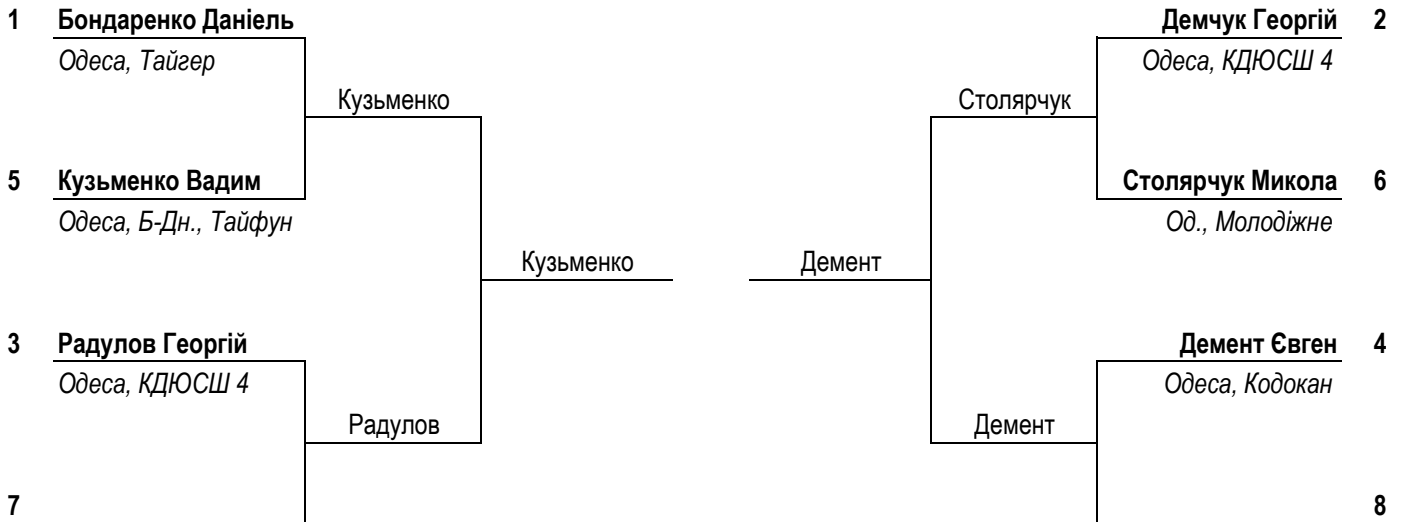 1 Бондаренко Даніель Демчук Георгій 2
Одеса, Тайгер Одеса, КДЮСШ 4
Кузьменко Столярчук
5 Кузьменко Вадим Столярчук Микола 6
Одеса, Б-Дн., Тайфун Од., Молодіжне
Кузьменко Демент
3 Радулов Георгій Демент Євген 4
Одеса, КДЮСШ 4 Одеса, Кодокан
Радулов Демент
7 8